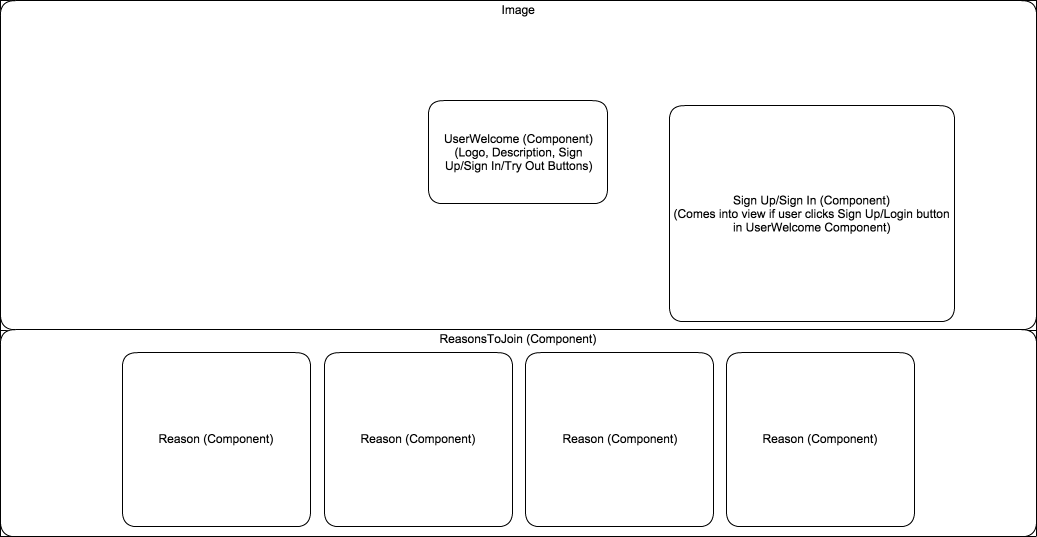 Image
UserWelcome (Component)
(Logo, Description, Sign
Up/Sign In/Try Out Buttons)
Sign Up/Sign In (Component)
(Comes into view if user clicks Sign Up/Login button
in UserWelcome Component)
ReasonsToJoin (Component)
Reason (Component)
Reason (Component)
Reason (Component)
Reason (Component)